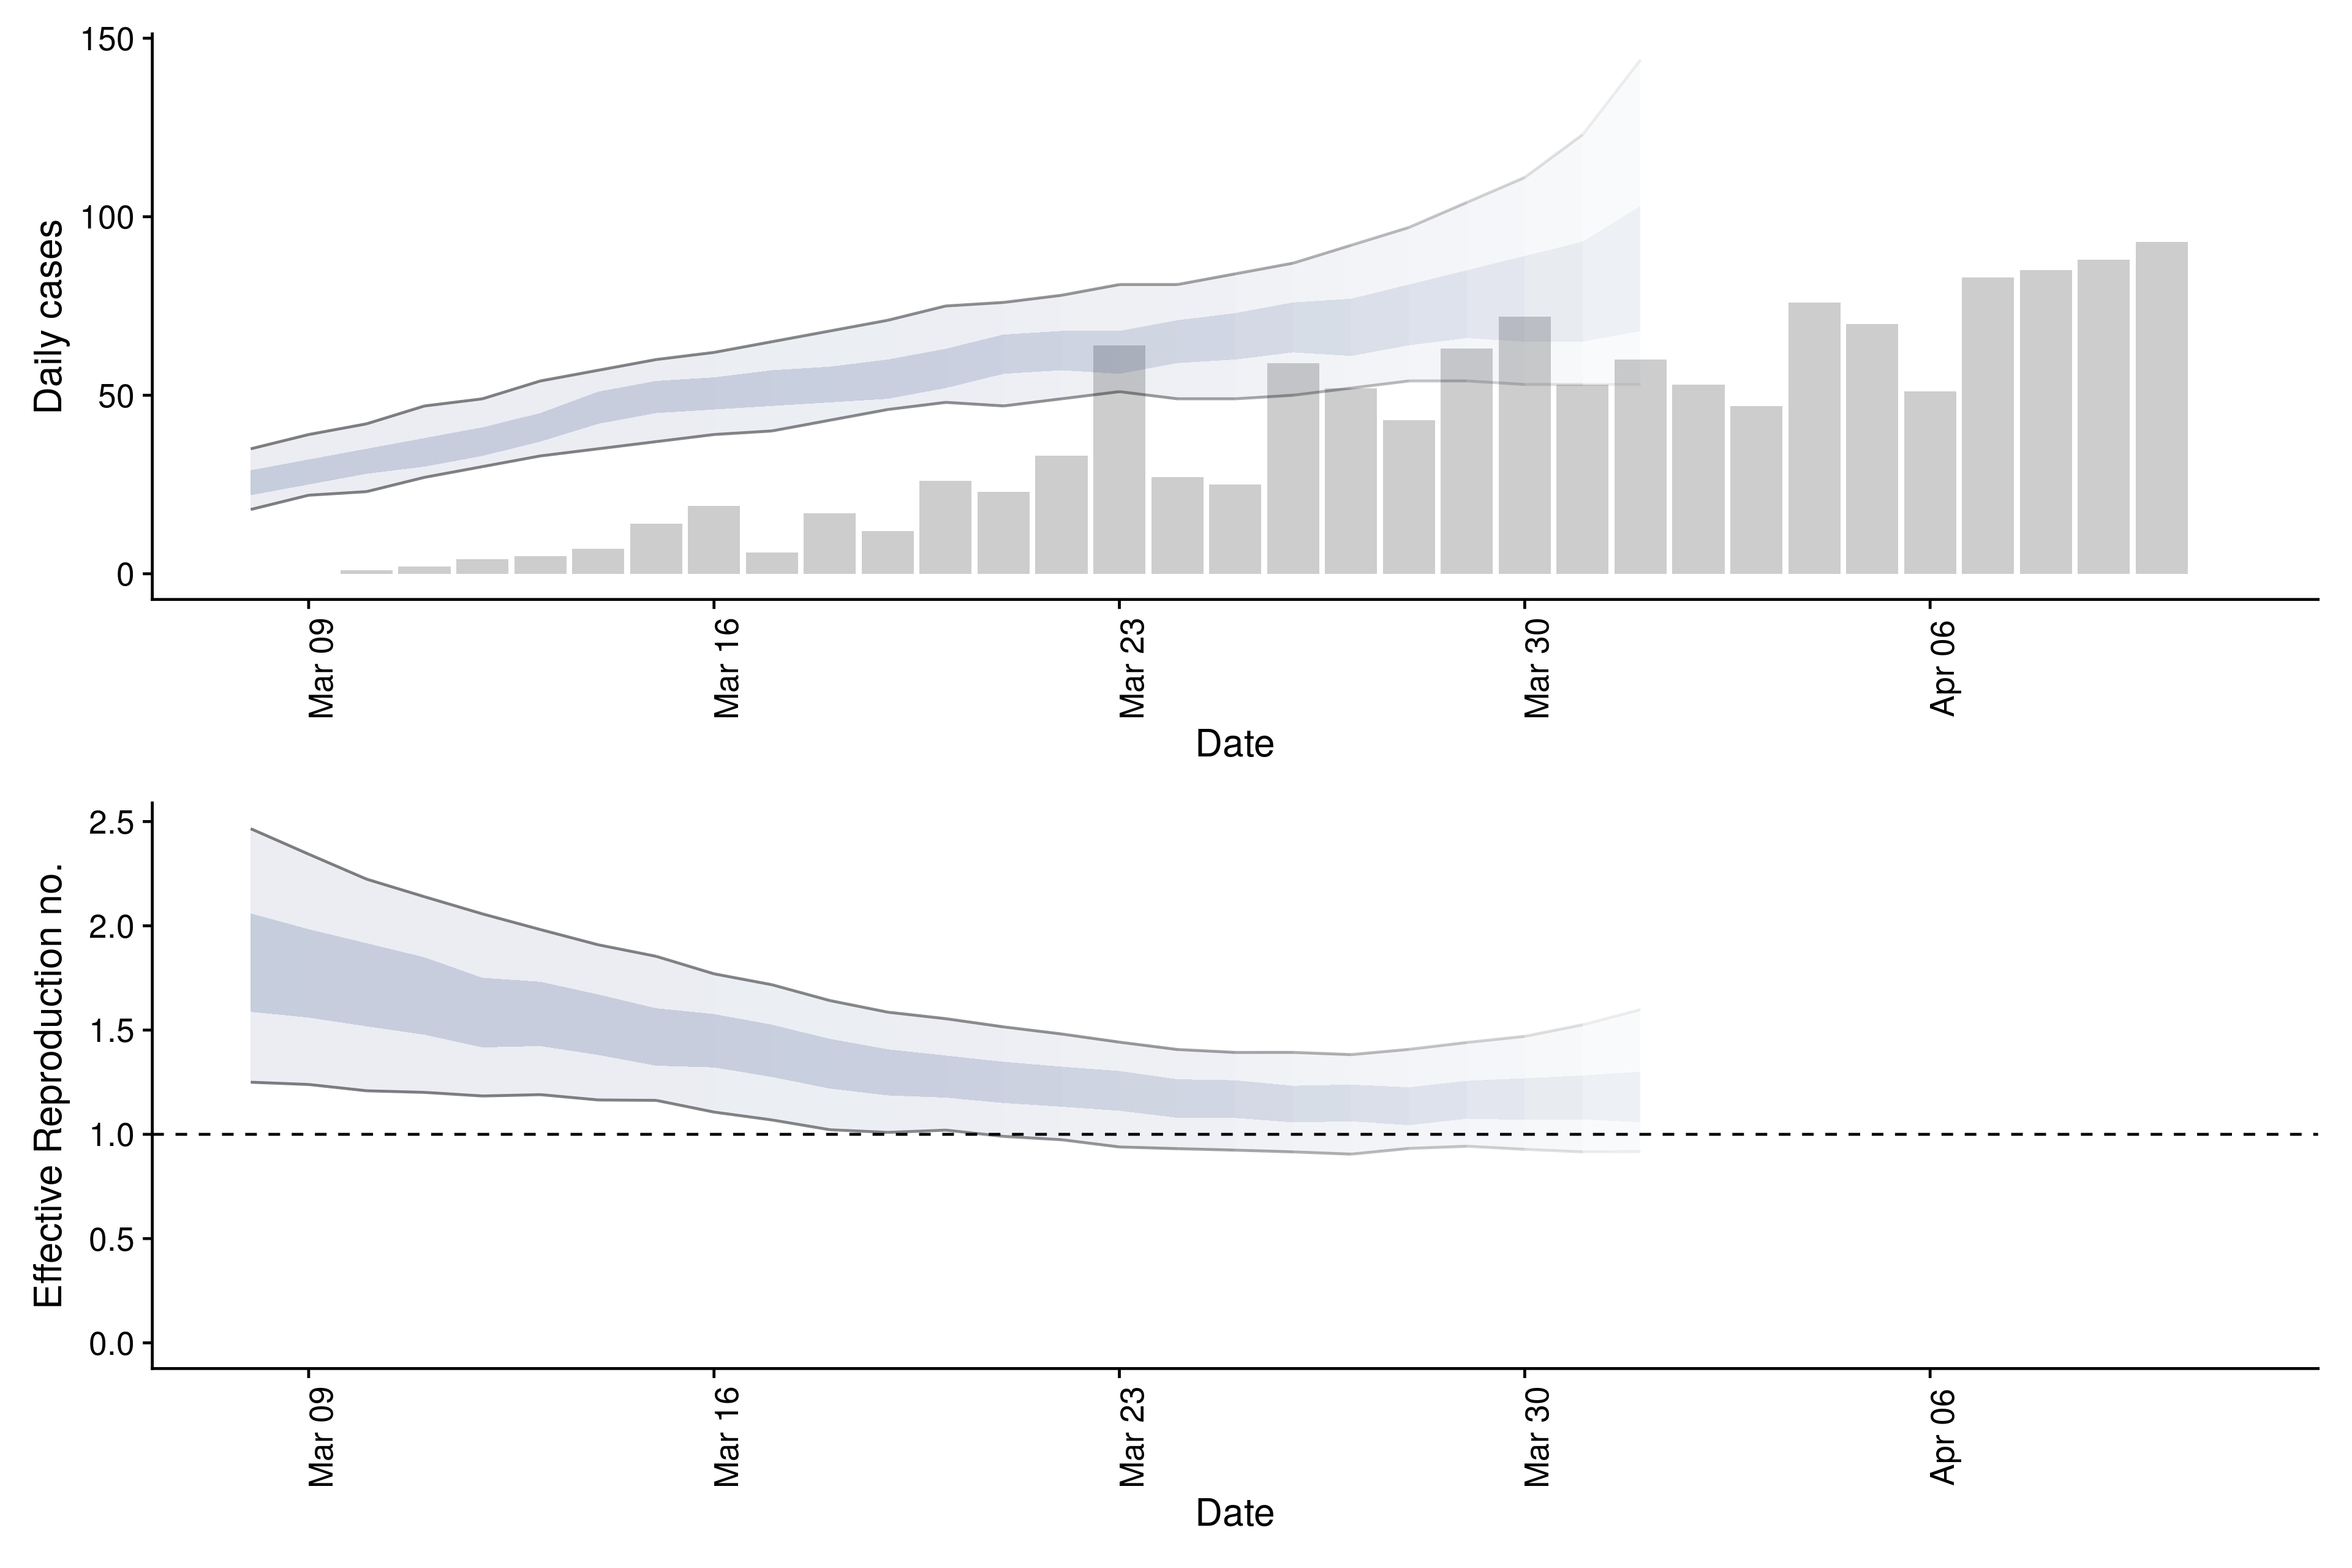 Daily cases
150
100
50
0
Mar 09
Mar 16
Mar 23
Mar 30
Apr 06
Date
Effective Reproduction no.
2.5
2.0
1.5
1.0
0.5
0.0
Mar 09
Mar 16
Mar 23
Mar 30
Apr 06
Date